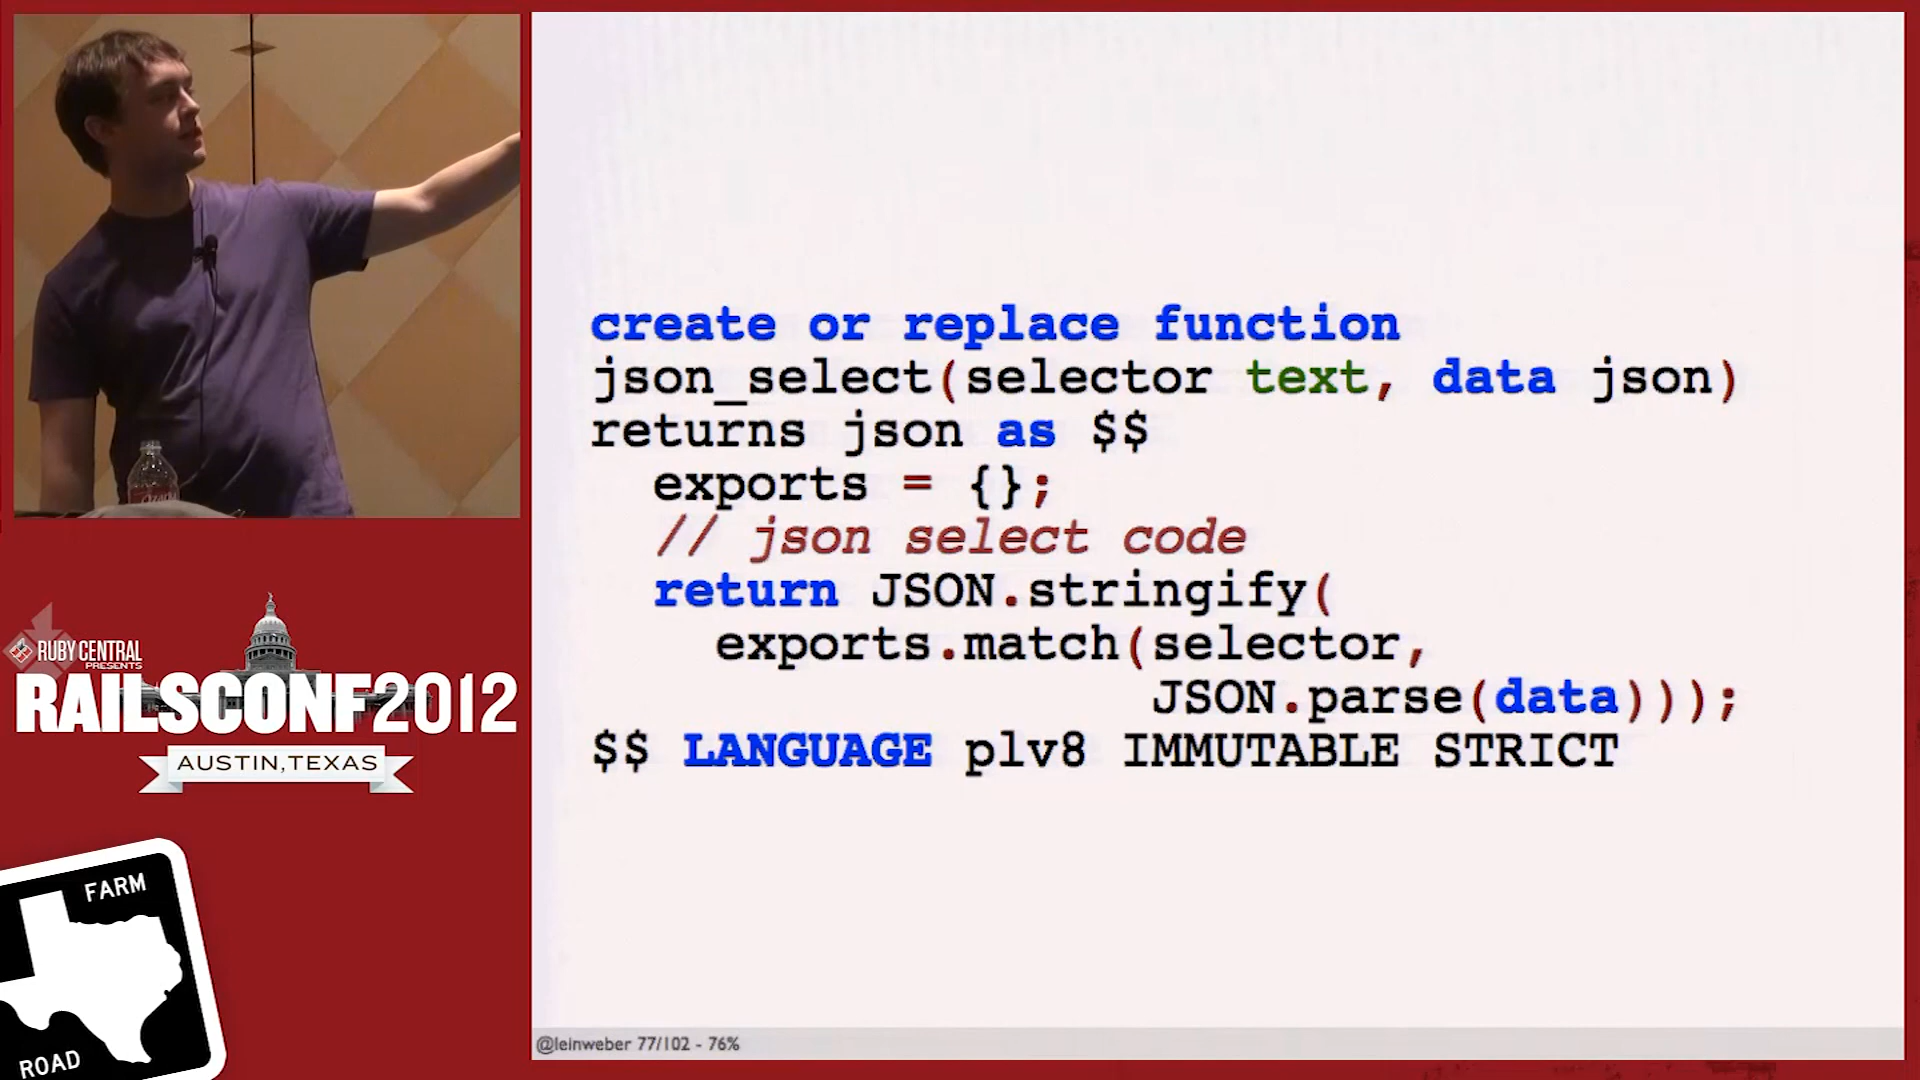 create or replace function
json_select(selector text, data json)
returns json as $$
exports = {};
// json select code
return JSON.stringify(
exports.match(selector,
JSON.parse(data)));
$$ LANGUAGE plv8 IMMUTABLE STRICT
@leinweber 77/102 - 76%
RUBY CENTRAL
PRESENTS
RAILSCONF2012
AUSTIN, TEXAS
FARM
ROAD